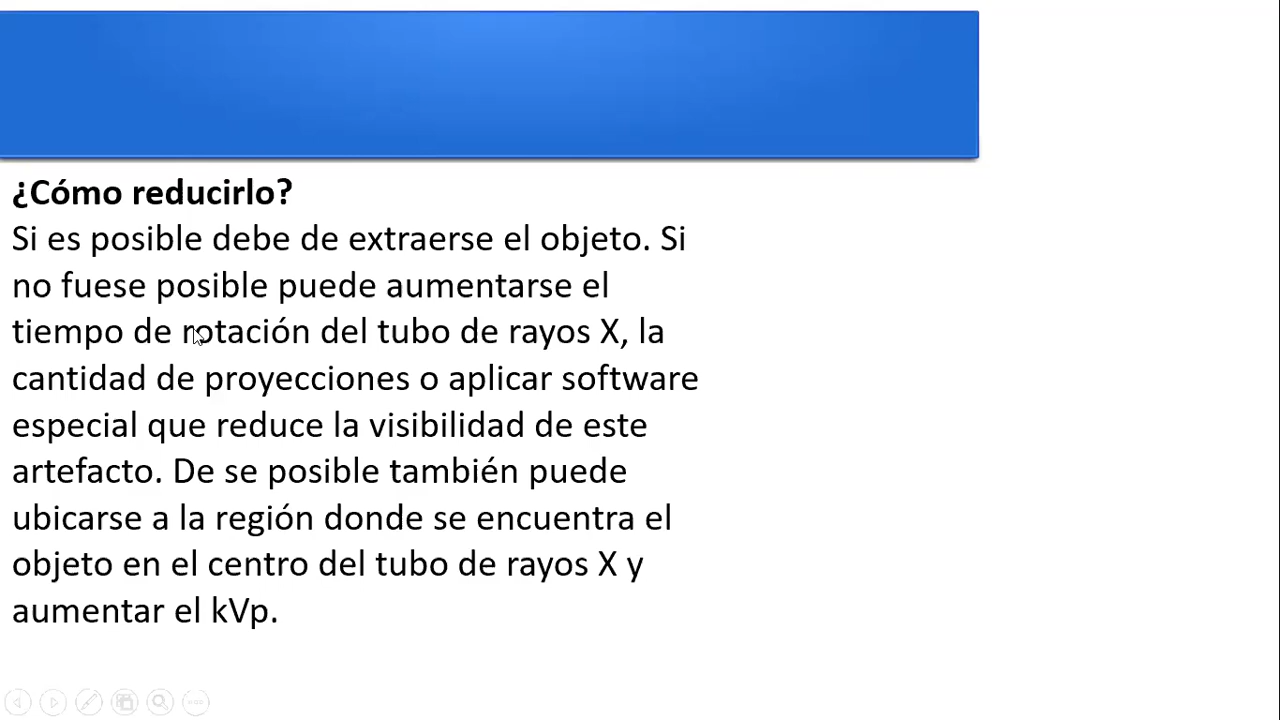 ¿Cómo reducirlo?
Si es posible debe de extraerse el objeto. Si
no fuese posible puede aumentarse el
tiempo de rotación del tubo de rayos X, la
cantidad de proyecciones o aplicar software
especial que reduce la visibilidad de este
artefacto. De se posible también puede
ubicarse a la región donde se encuentra el
objeto en el centro del tubo de rayos X y
aumentar el kVp.